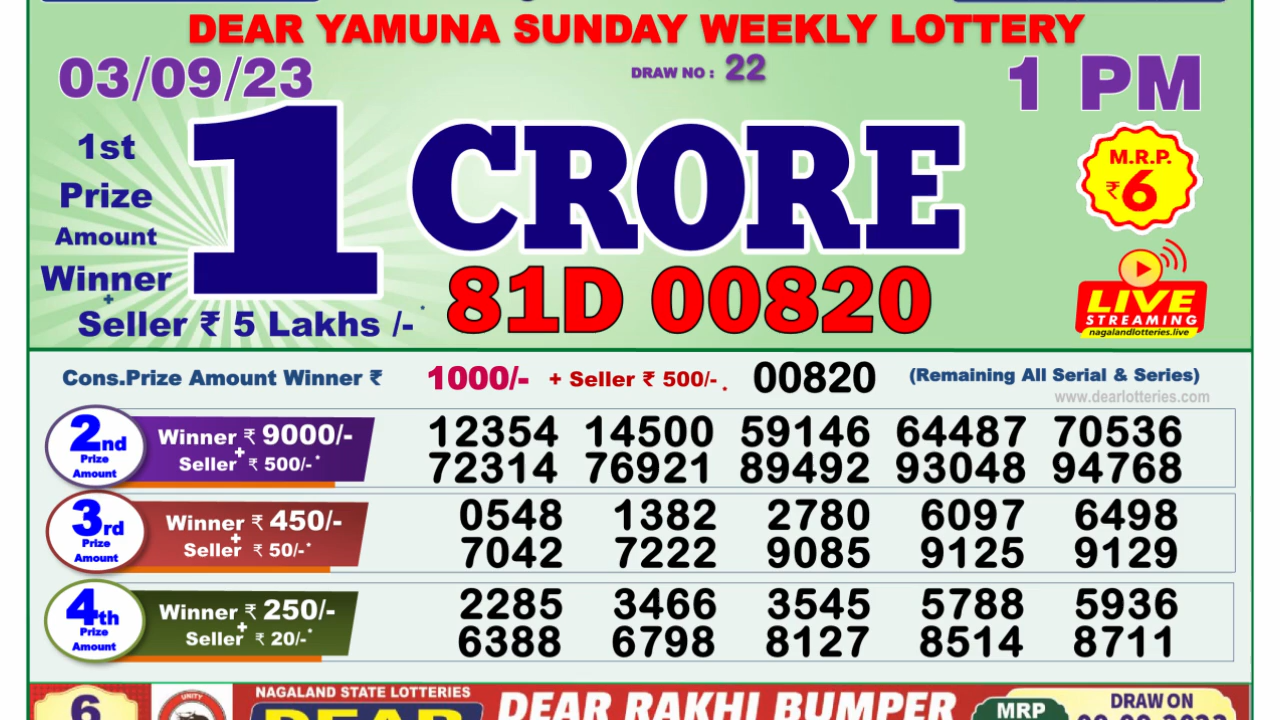 DEAR YAMUNA SUNDAY WEEKLY LOTTERY
03/09/23
DRAW NO : 22
1 PM
1st
Prize
Amount
Winner
+
Seller ₹ 5 Lakhs /- *
1 CRORE
81D 00820
M.R.P.
₹6
LIVE
STREAMING
nagalandlotteries.live
Cons.Prize Amount Winner ₹ 1000/- + Seller ₹ 500/- . 00820 (Remaining All Serial & Series)
www.dearlotteries.com
2nd
Prize
Amount
Winner ₹ 9000/-
+
Seller ₹ 500/-*
12354 14500 59146 64487 70536
72314 76921 89492 93048 94768
3rd
Prize
Amount
Winner ₹ 450/-
+
Seller ₹ 50/-*
0548 1382 2780 6097 6498
7042 7222 9085 9125 9129
4th
Prize
Amount
Winner ₹ 250/-
+
Seller ₹ 20/-*
2285 3466 3545 5788 5936
6388 6798 8127 8514 8711
6
UNITY
NAGALAND STATE LOTTERIES
DEAR
DEAR RAKHI BUMPER
MRP
DRAW ON